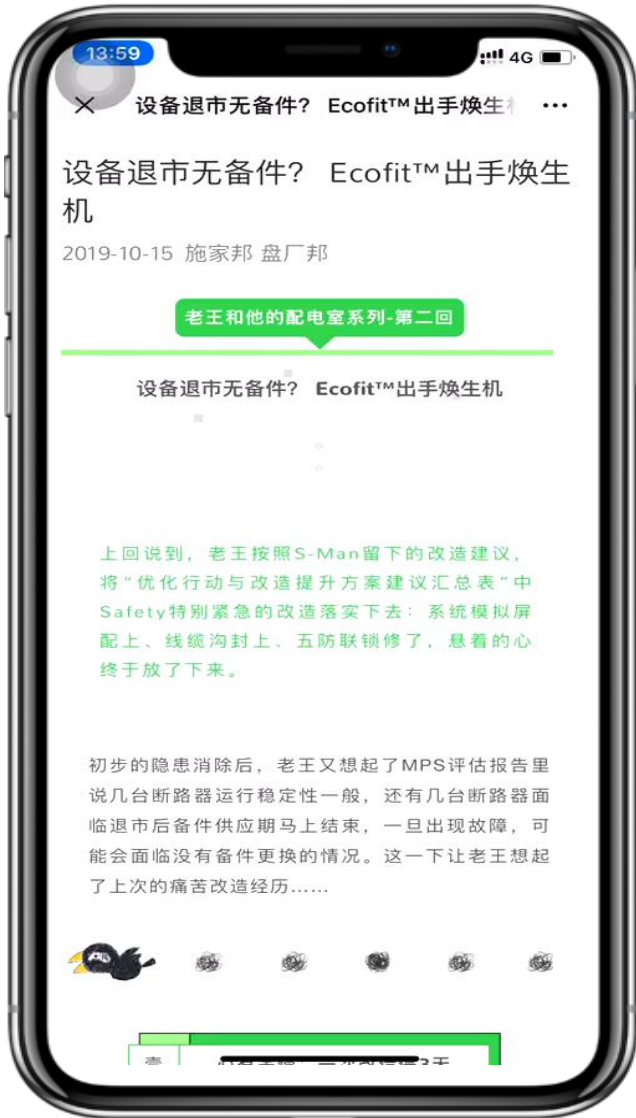 13:59
4G
设备退市无备件? Ecofit™出手焕生
设备退市无备件? Ecofit™出手焕生
机
2019-10-15 施家邦 盘厂邦
老王和他的配电室系列-第二回
设备退市无备件? Ecofit™出手焕生机
上回说到，老王按照S-Man留下的改造建议，
将“优化行动与改造提升方案建议汇总表”中
Safety特别紧急的改造落实下去：系统模拟屏
配上、线缆沟封上、五防联锁修了，悬着的心
终于放了下来。
初步的隐患消除后，老王又想起了MPS评估报告里
说几台断路器运行稳定性一般，还有几台断路器面
临退市后备件供应期马上结束，一旦出现故障，可
能会面临没有备件更换的情况。这一下让老王想起
了上次的痛苦改造经历……
壹